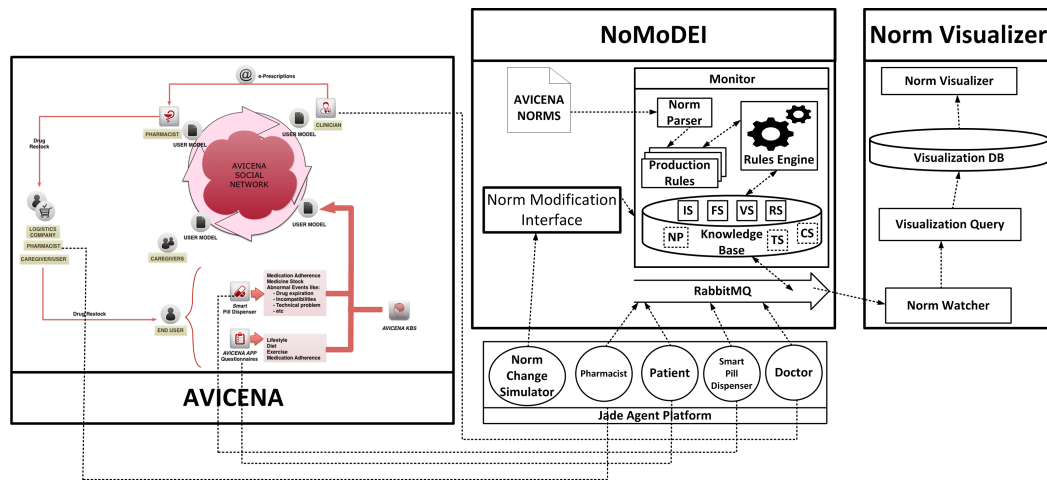 @ e-Prescriptions
PHARMACIST
CLINICIAN
USER MODEL
USER MODEL
Drug
Restock
AVICENA
SOCIAL
NETWORK
LOGISTICS
COMPANY
PHARMACIST
CAREGIVER/USER
USER MODEL
USER MODEL
CAREGIVERS
Drug Restock
END USER
Smart
Pill Dispenser
Medication Adherence
Medicine Stock
Abnormal Events like:
- Drug expiration
- Incompatibilities
- Technical problem
- etc
AVICENA KBS
AVICENA APP
Questionnaires
Lifestyle
Diet
Exercise
Medication Adherence
AVICENA
NoMoDEI
AVICENA
NORMS
Monitor
Norm
Parser
Production
Rules
Rules Engine
Norm Modification
Interface
IS FS VS RS
NP TS CS
Knowledge
Base
RabbitMQ
Norm
Change
Simulator
Pharmacist
Patient
Smart
Pill
Dispenser
Doctor
Jade Agent Platform
Norm Visualizer
Norm Visualizer
Visualization DB
Visualization Query
Norm Watcher